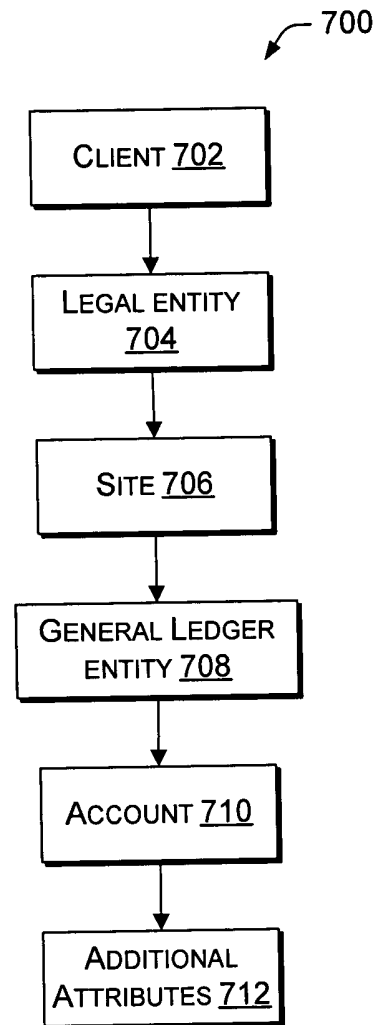 700
CLIENT 702
LEGAL ENTITY
704
SITE 706
GENERAL LEDGER
ENTITY 708
ACCOUNT 710
ADDITIONAL
ATTRIBUTES 712